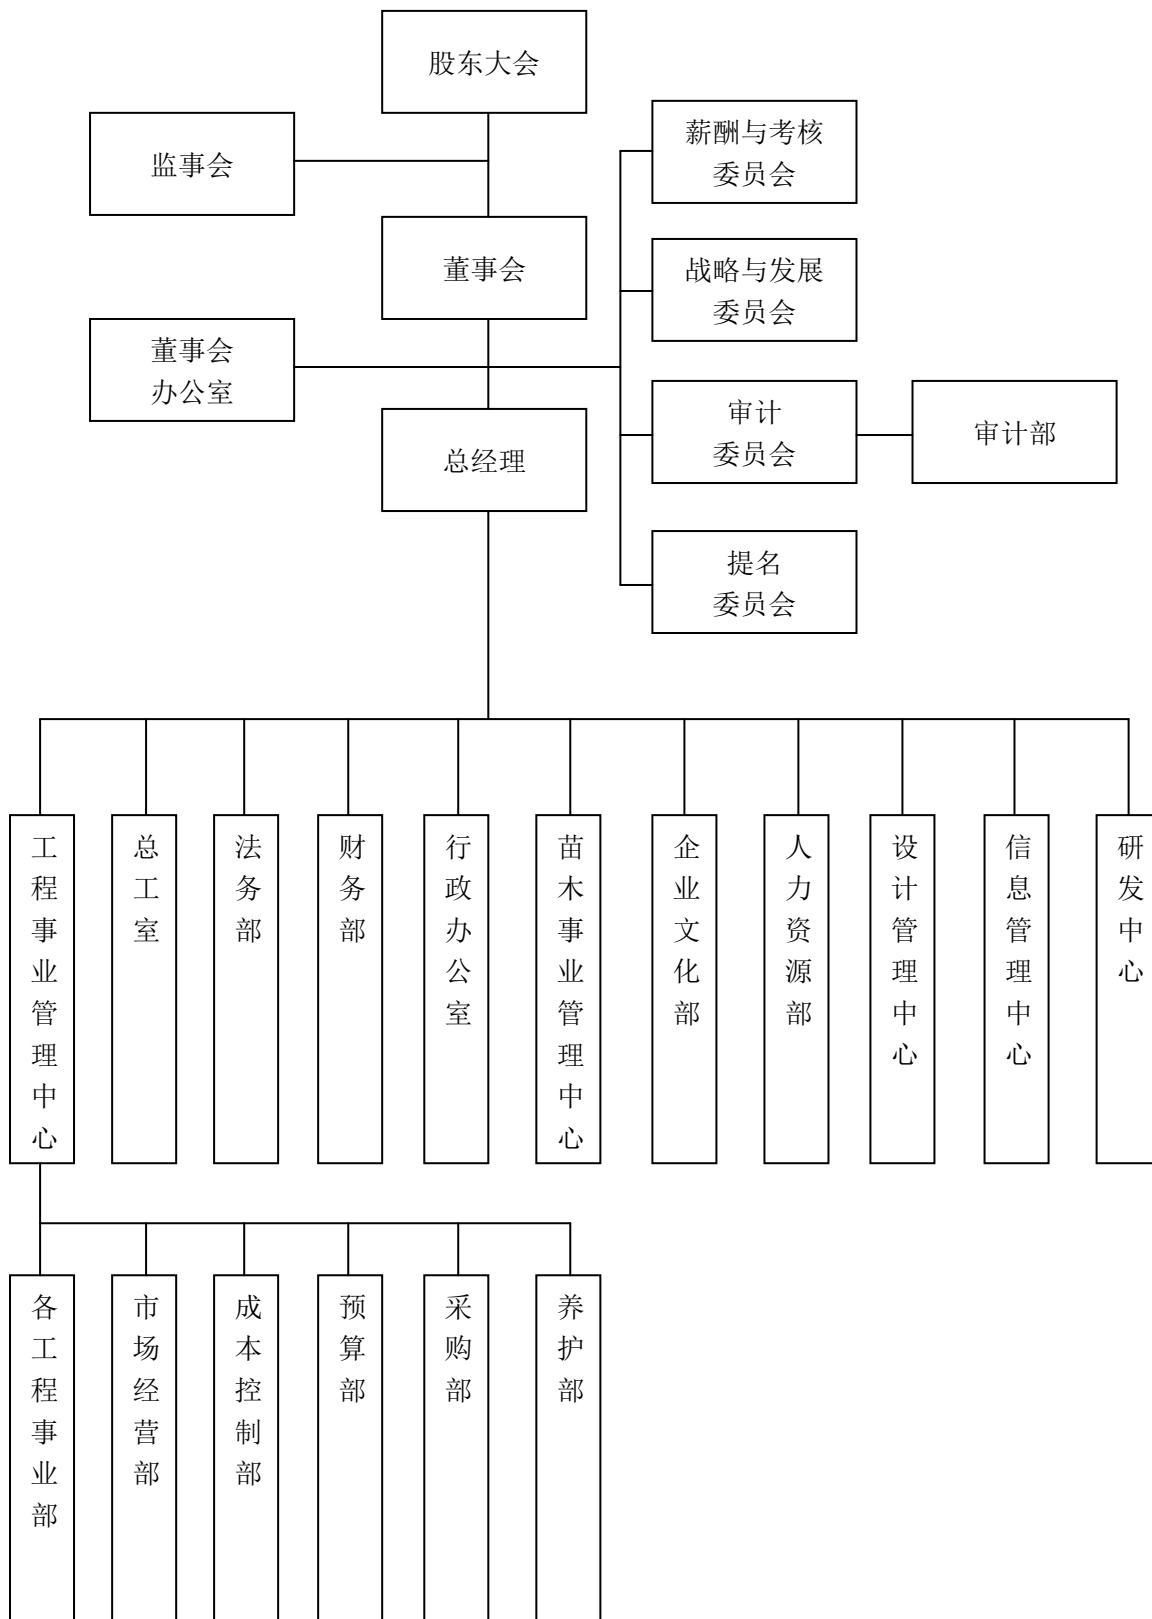 股东大会
监事会
薪酬与考核
委员会
董事会
战略与发展
委员会
董事会
办公室
总经理
审计
委员会
审计部
提名
委员会
工程事业管理中心
总工室
法务部
财务部
行政办公室
苗木事业管理中心
企业文化部
人力资源部
设计管理中心
信息管理中心
研发中心
各工程事业部
市场经营部
成本控制部
预算部
采购部
养护部